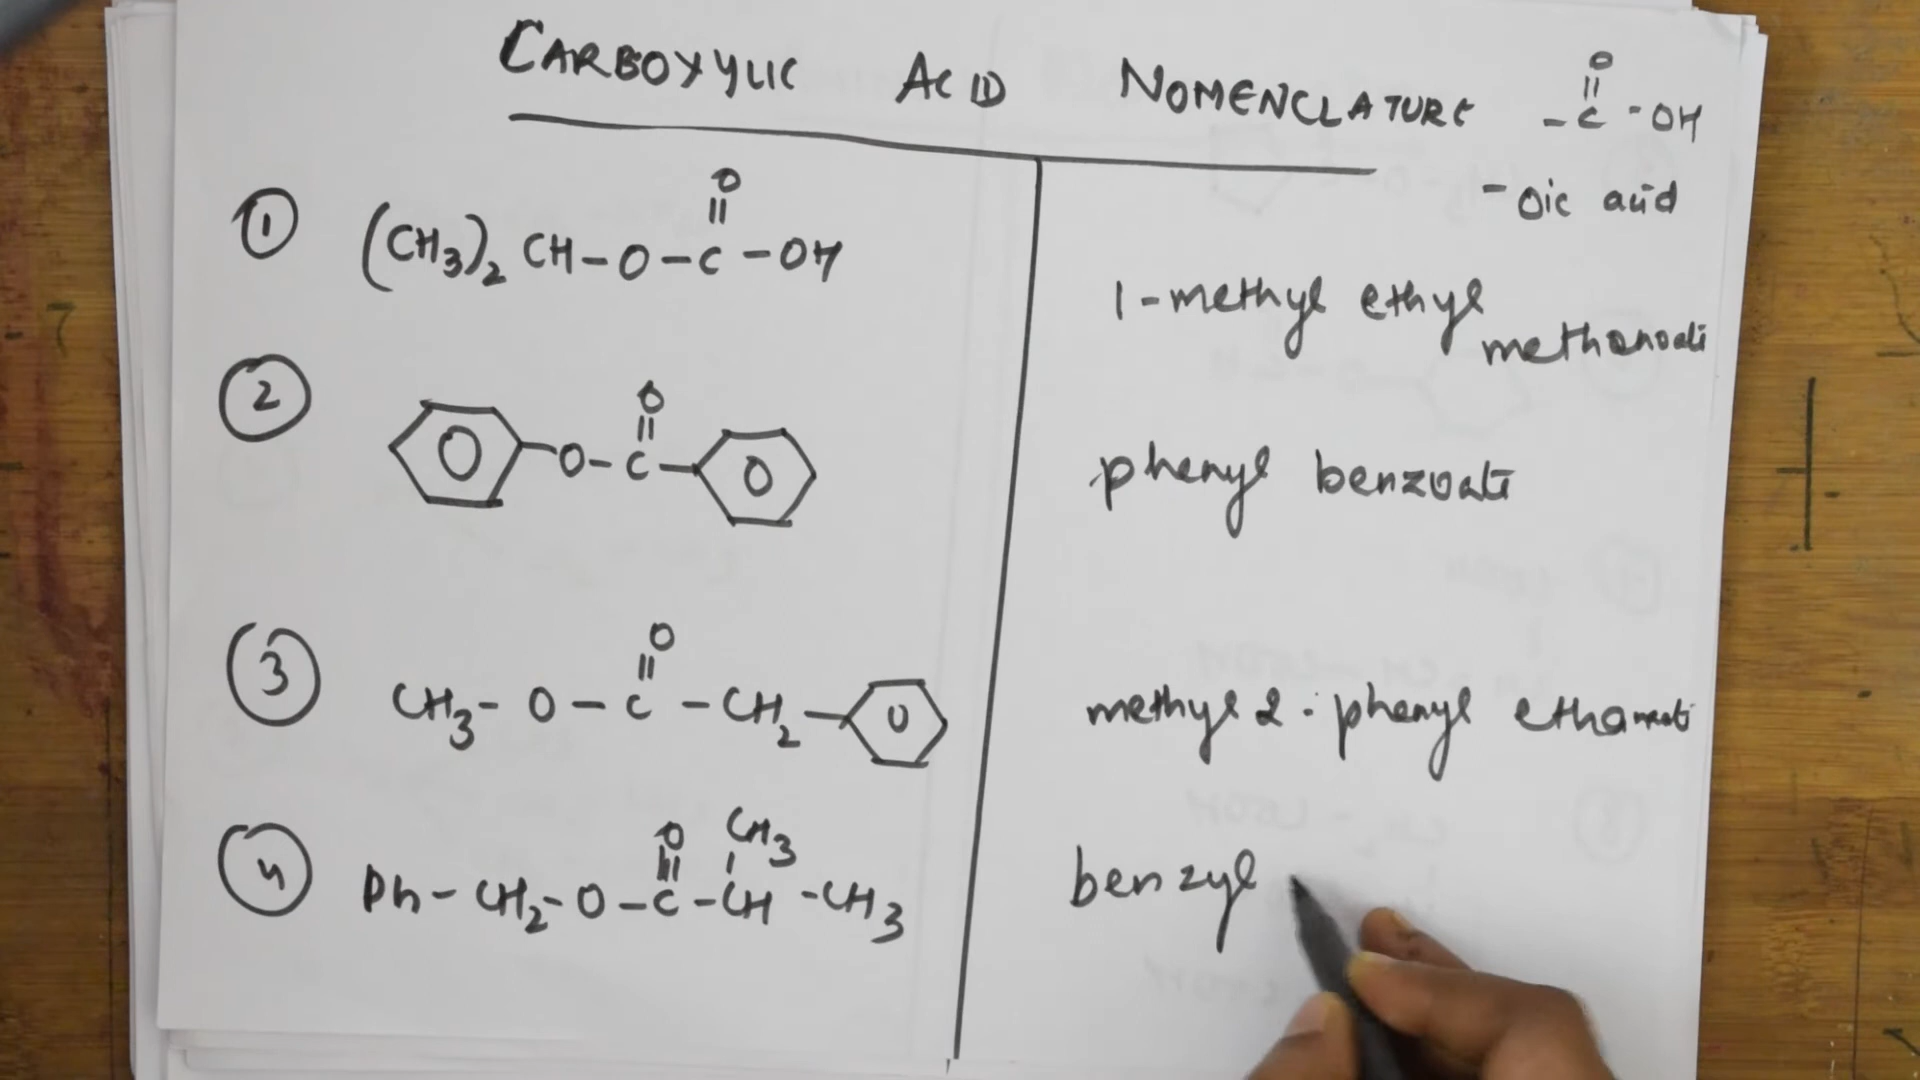 CARBOXYLIC ACID NOMENCLATURE
O
-C-OH
-oic acid
1
O
(CH3)2 CH-O-C-OH
1-methyl ethyl
methanoate
2
O
O-C-
phenyl benzoate
3
O
CH3-O-C-CH2-
methyl 2-phenyl ethanoate
4
O CH3
Ph-CH2-O-C-CH-CH3
benzyl